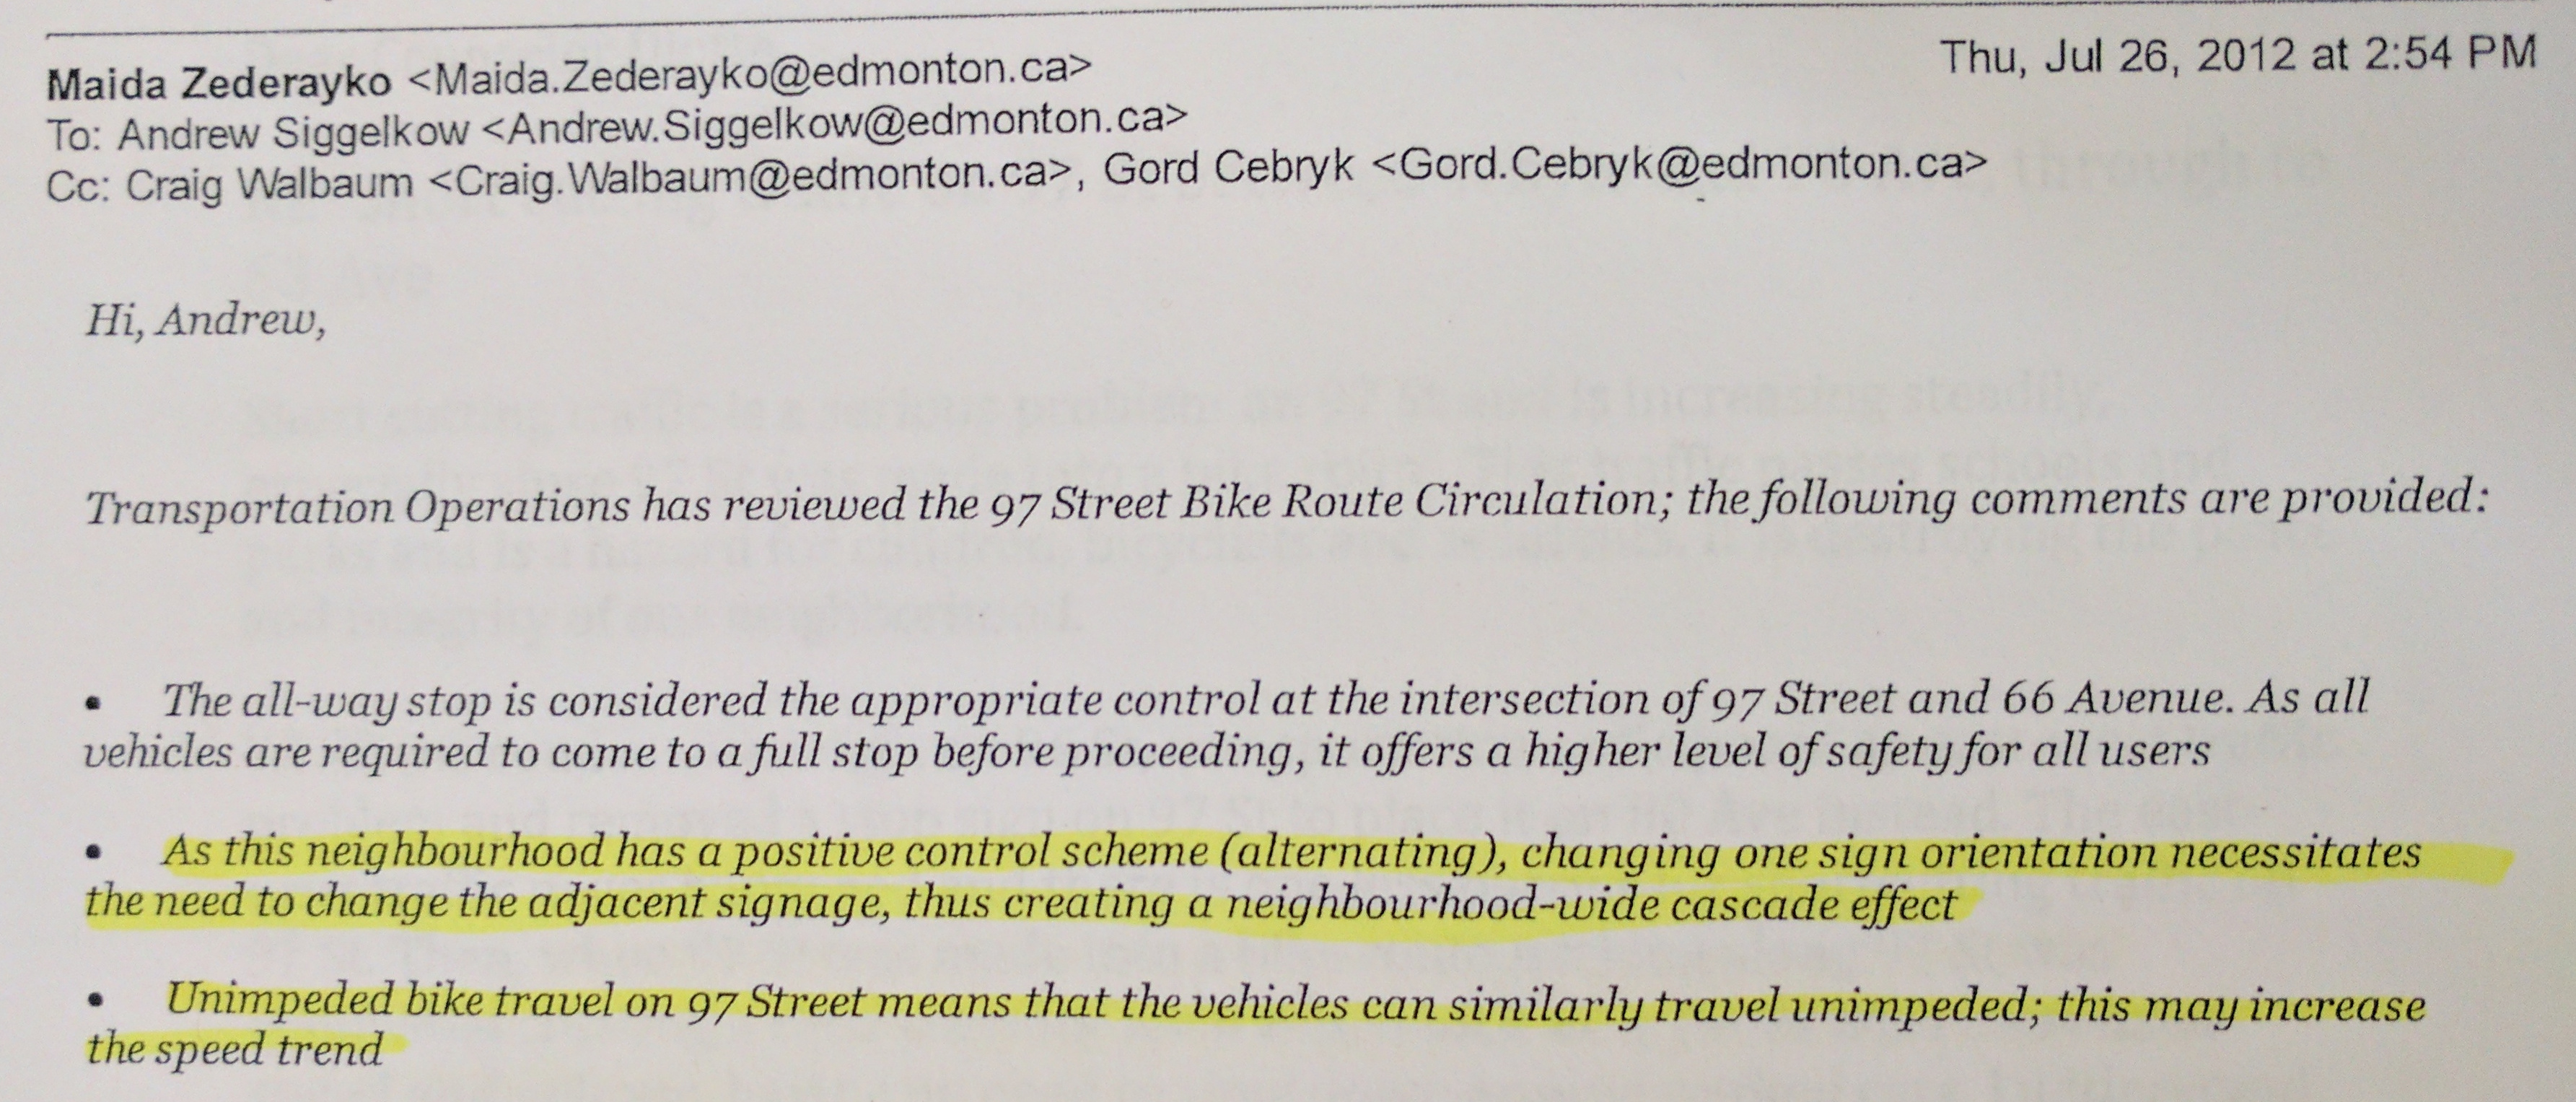 Maida Zederayko <Maida.Zederayko@edmonton.ca> Thu, Jul 26, 2012 at 2:54 PM
To: Andrew Siggelkow <Andrew.Siggelkow@edmonton.ca>
Cc: Craig Walbaum <Craig.Walbaum@edmonton.ca>, Gord Cebryk <Gord.Cebryk@edmonton.ca>
Hi, Andrew,
Transportation Operations has reviewed the 97 Street Bike Route Circulation; the following comments are provided:
• The all-way stop is considered the appropriate control at the intersection of 97 Street and 66 Avenue. As all
vehicles are required to come to a full stop before proceeding, it offers a higher level of safety for all users
• As this neighbourhood has a positive control scheme (alternating), changing one sign orientation necessitates
the need to change the adjacent signage, thus creating a neighbourhood-wide cascade effect
• Unimpeded bike travel on 97 Street means that the vehicles can similarly travel unimpeded; this may increase
the speed trend